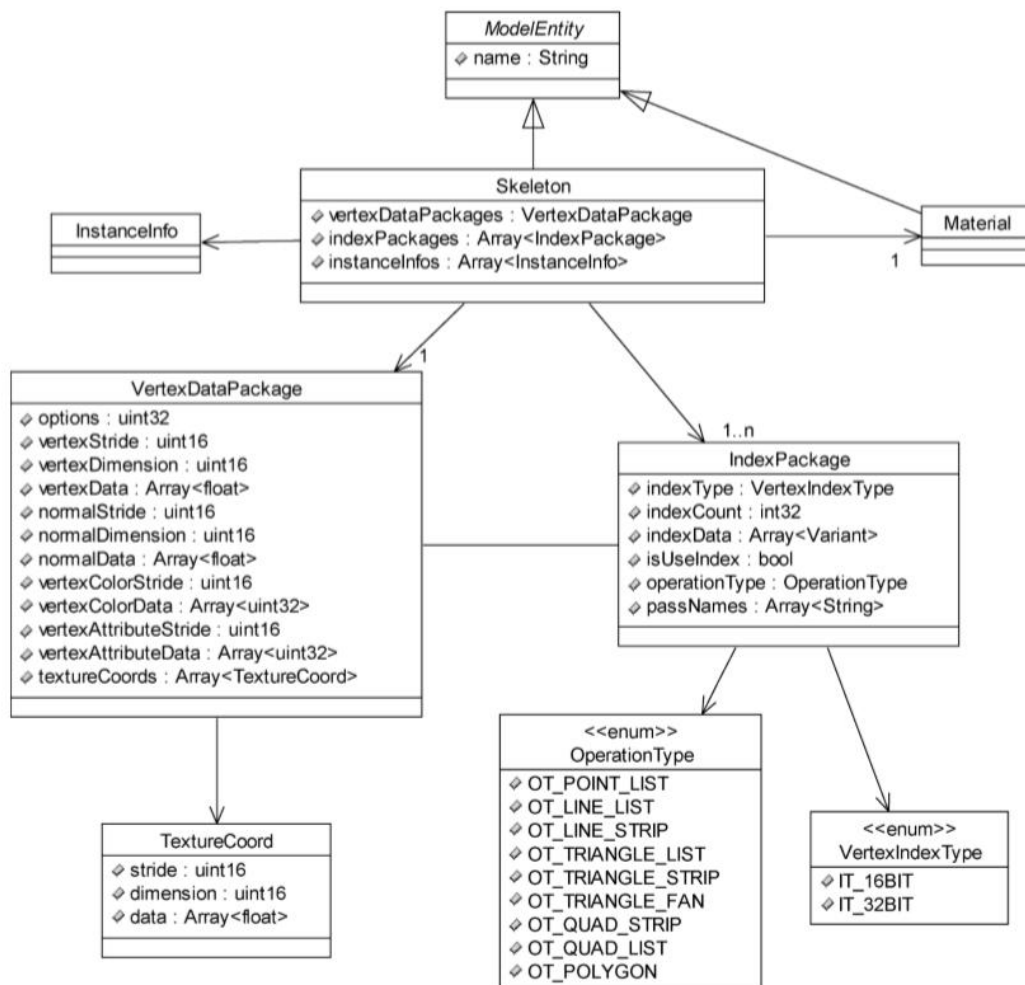 ModelEntity
name : String
Skeleton
vertexDataPackages : VertexDataPackage
indexPackages : Array<IndexPackage>
instanceInfos : Array<InstanceInfo>
InstanceInfo
Material
1
1
VertexDataPackage
options : uint32
vertexStride : uint16
vertexDimension : uint16
vertexData : Array<float>
normalStride : uint16
normalDimension : uint16
normalData : Array<float>
vertexColorStride : uint16
vertexColorData : Array<uint32>
vertexAttributeStride : uint16
vertexAttributeData : Array<uint32>
textureCoords : Array<TextureCoord>
1..n
IndexPackage
indexType : VertexIndexType
indexCount : int32
indexData : Array<Variant>
isUseIndex : bool
operationType : OperationType
passNames : Array<String>
TextureCoord
stride : uint16
dimension : uint16
data : Array<float>
<<enum>>
OperationType
OT_POINT_LIST
OT_LINE_LIST
OT_LINE_STRIP
OT_TRIANGLE_LIST
OT_TRIANGLE_STRIP
OT_TRIANGLE_FAN
OT_QUAD_STRIP
OT_QUAD_LIST
OT_POLYGON
<<enum>>
VertexIndexType
IT_16BIT
IT_32BIT